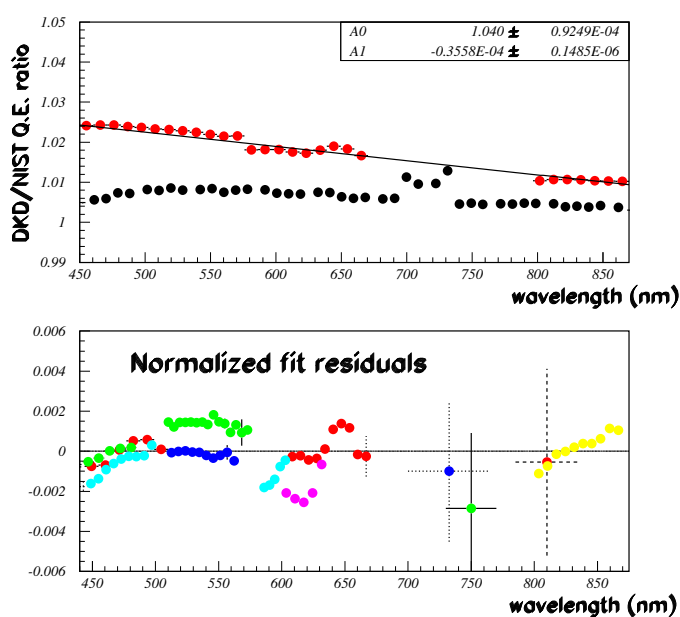 1.05
A0 1.040 ± 0.9249E-04
A1 -0.3558E-04 ± 0.1485E-06
1.04
1.03
1.02
1.01
1
0.99
DKD/NIST Q.E. ratio
450 500 550 600 650 700 750 800 850
wavelength (nm)
0.006
Normalized fit residuals
0.004
0.002
0
-0.002
-0.004
-0.006
450 500 550 600 650 700 750 800 850
wavelength (nm)